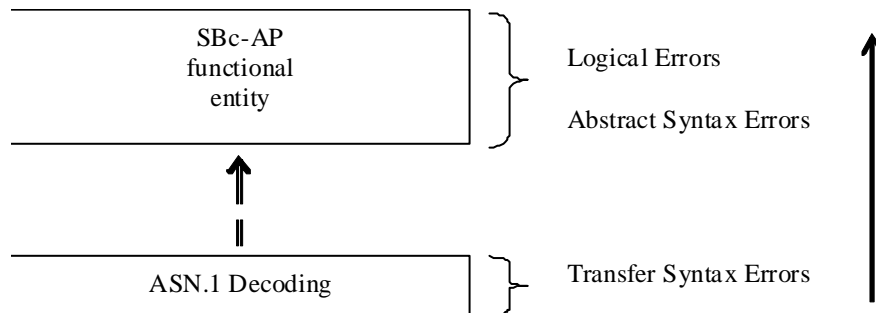 SBc-AP
functional
entity
Logical Errors
Abstract Syntax Errors
ASN.1 Decoding
Transfer Syntax Errors